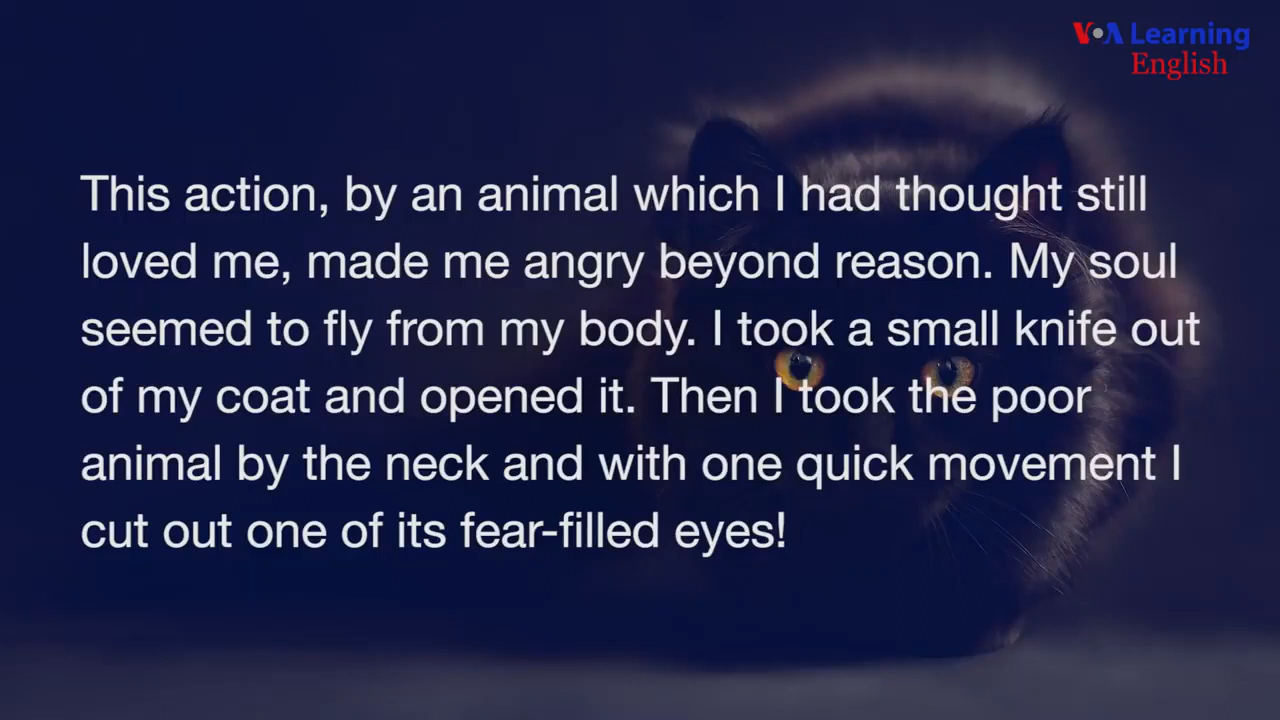 VOA Learning
English
This action, by an animal which I had thought still
loved me, made me angry beyond reason. My soul
seemed to fly from my body. I took a small knife out
of my coat and opened it. Then I took the poor
animal by the neck and with one quick movement I
cut out one of its fear-filled eyes!